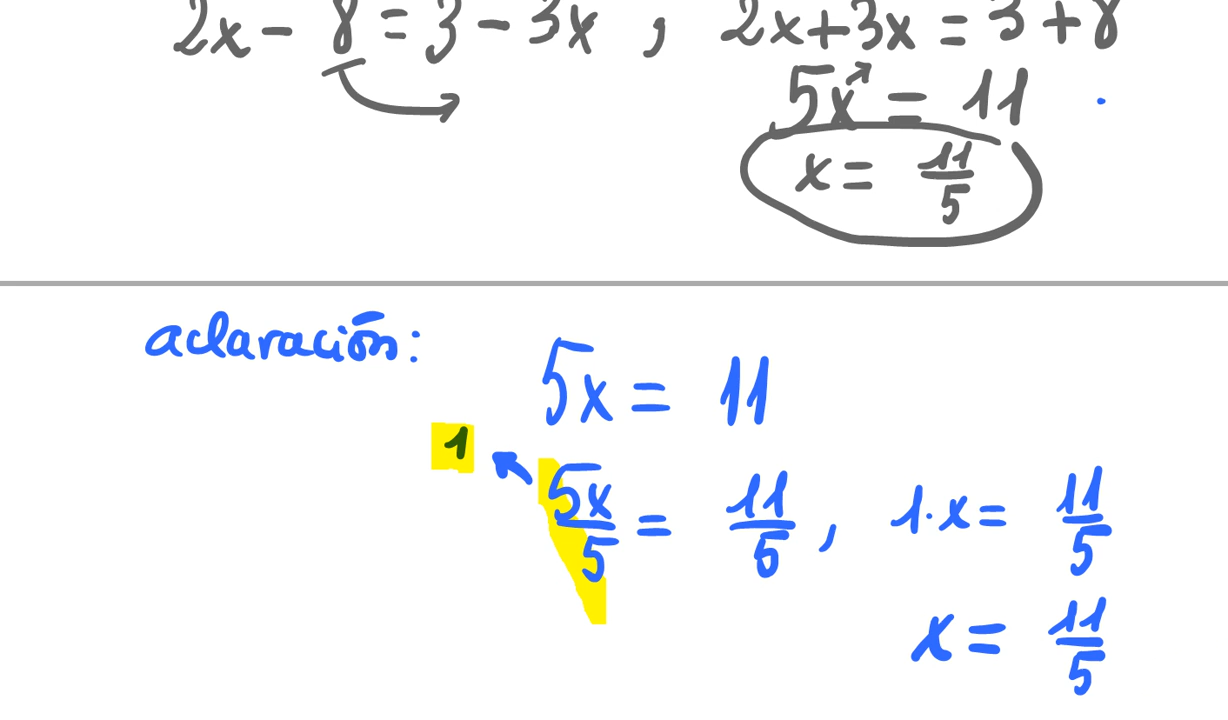 2x - 8 = 3 - 3x , 2x+3x = 3+8
5x = 11
x = 11/5
aclaración:
5x = 11
1
5x/5 = 11/5 , 1·x = 11/5
x = 11/5